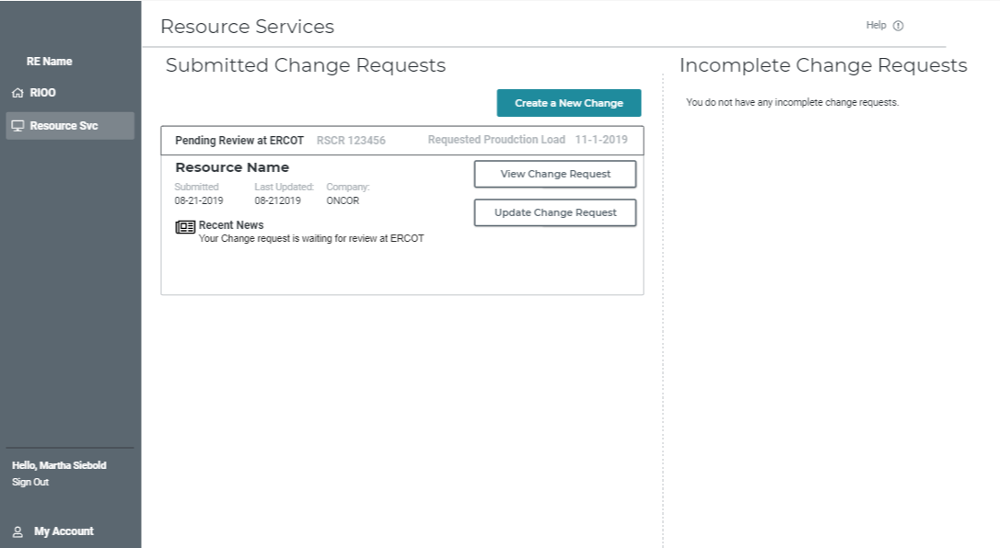 Resource Services
Help
RE Name
RIOO
Resource Svc
Submitted Change Requests
Create a New Change
Pending Review at ERCOT RSCR 123456 Requested Proudction Load 11-1-2019
Resource Name
View Change Request
Submitted Last Updated: Company:
08-21-2019 08-212019 ONCOR
Update Change Request
Recent News
Your Change request is waiting for review at ERCOT
Incomplete Change Requests
You do not have any incomplete change requests.
Hello, Martha Siebold
Sign Out
My Account